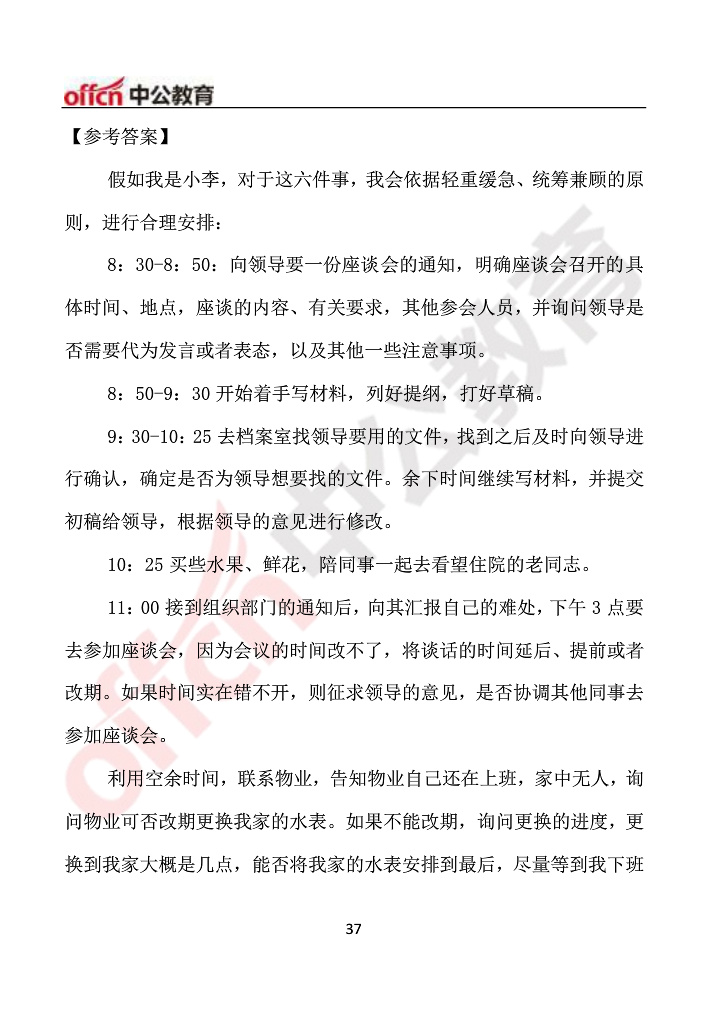 offcn 中公教育
【参考答案】
假如我是小李，对于这六件事，我会依据轻重缓急、统筹兼顾的原
则，进行合理安排：
8：30-8：50：向领导要一份座谈会的通知，明确座谈会召开的具
体时间、地点，座谈的内容、有关要求，其他参会人员，并询问领导是
否需要代为发言或者表态，以及其他一些注意事项。
8：50-9：30 开始着手写材料，列好提纲，打好草稿。
9：30-10：25 去档案室找领导要用的文件，找到之后及时向领导进
行确认，确定是否为领导想要找的文件。余下时间继续写材料，并提交
初稿给领导，根据领导的意见进行修改。
10：25 买些水果、鲜花，陪同事一起去看望住院的老同志。
11：00 接到组织部门的通知后，向其汇报自己的难处，下午 3 点要
去参加座谈会，因为会议的时间改不了，将谈话的时间延后、提前或者
改期。如果时间实在错不开，则征求领导的意见，是否协调其他同事去
参加座谈会。
利用空余时间，联系物业，告知物业自己还在上班，家中无人，询
问物业可否改期更换我家的水表。如果不能改期，询问更换的进度，更
换到我家大概是几点，能否将我家的水表安排到最后，尽量等到我下班
37
offcn 中公教育